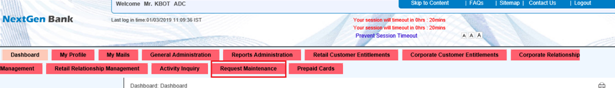 Welcome Mr. KBOT ADC
Skip to Content | FAQs | Sitemap | Contact Us | Logout
NextGen Bank
Last log in time 01/03/2019 11:09:36 IST
Your session will timeout in 0hrs : 20mins
Your session will timeout in 0hrs : 20mins
Prevent Session Timeout
A A A
Dashboard My Profile My Mails General Administration Reports Administration Retail Customer Entitlements Corporate Customer Entitlements Corporate Relationship
Management Retail Relationship Management Activity Inquiry Request Maintenance Prepaid Cards
Dashboard: Dashboard